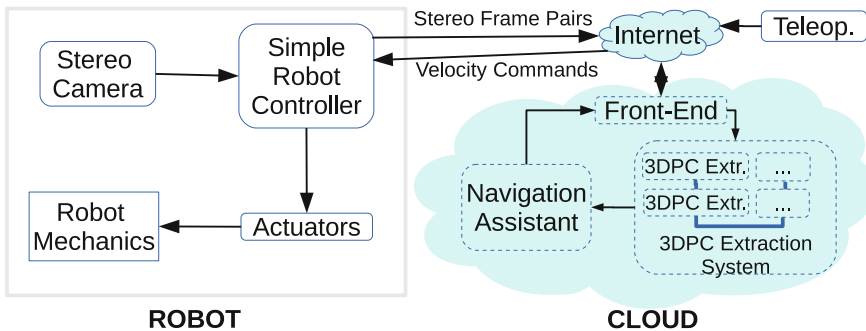 Stereo Frame Pairs
Internet
Teleop.
Velocity Commands
Stereo
Camera
Simple
Robot
Controller
Front-End
Navigation
Assistant
3DPC Extr.
...
3DPC Extr.
...
3DPC Extraction
System
Robot
Mechanics
Actuators
ROBOT
CLOUD